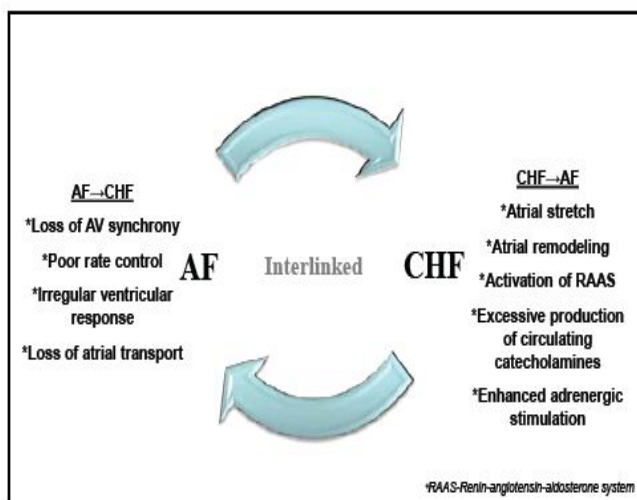 AF→CHF
*Loss of AV synchrony
*Poor rate control
*Irregular ventricular
response
*Loss of atrial transport
AF
Interlinked
CHF
CHF→AF
*Atrial stretch
*Atrial remodeling
*Activation of RAAS
*Excessive production
of circulating
catecholamines
*Enhanced adrenergic
stimulation
*RAAS-Renin-angiotensin-aldosterone system